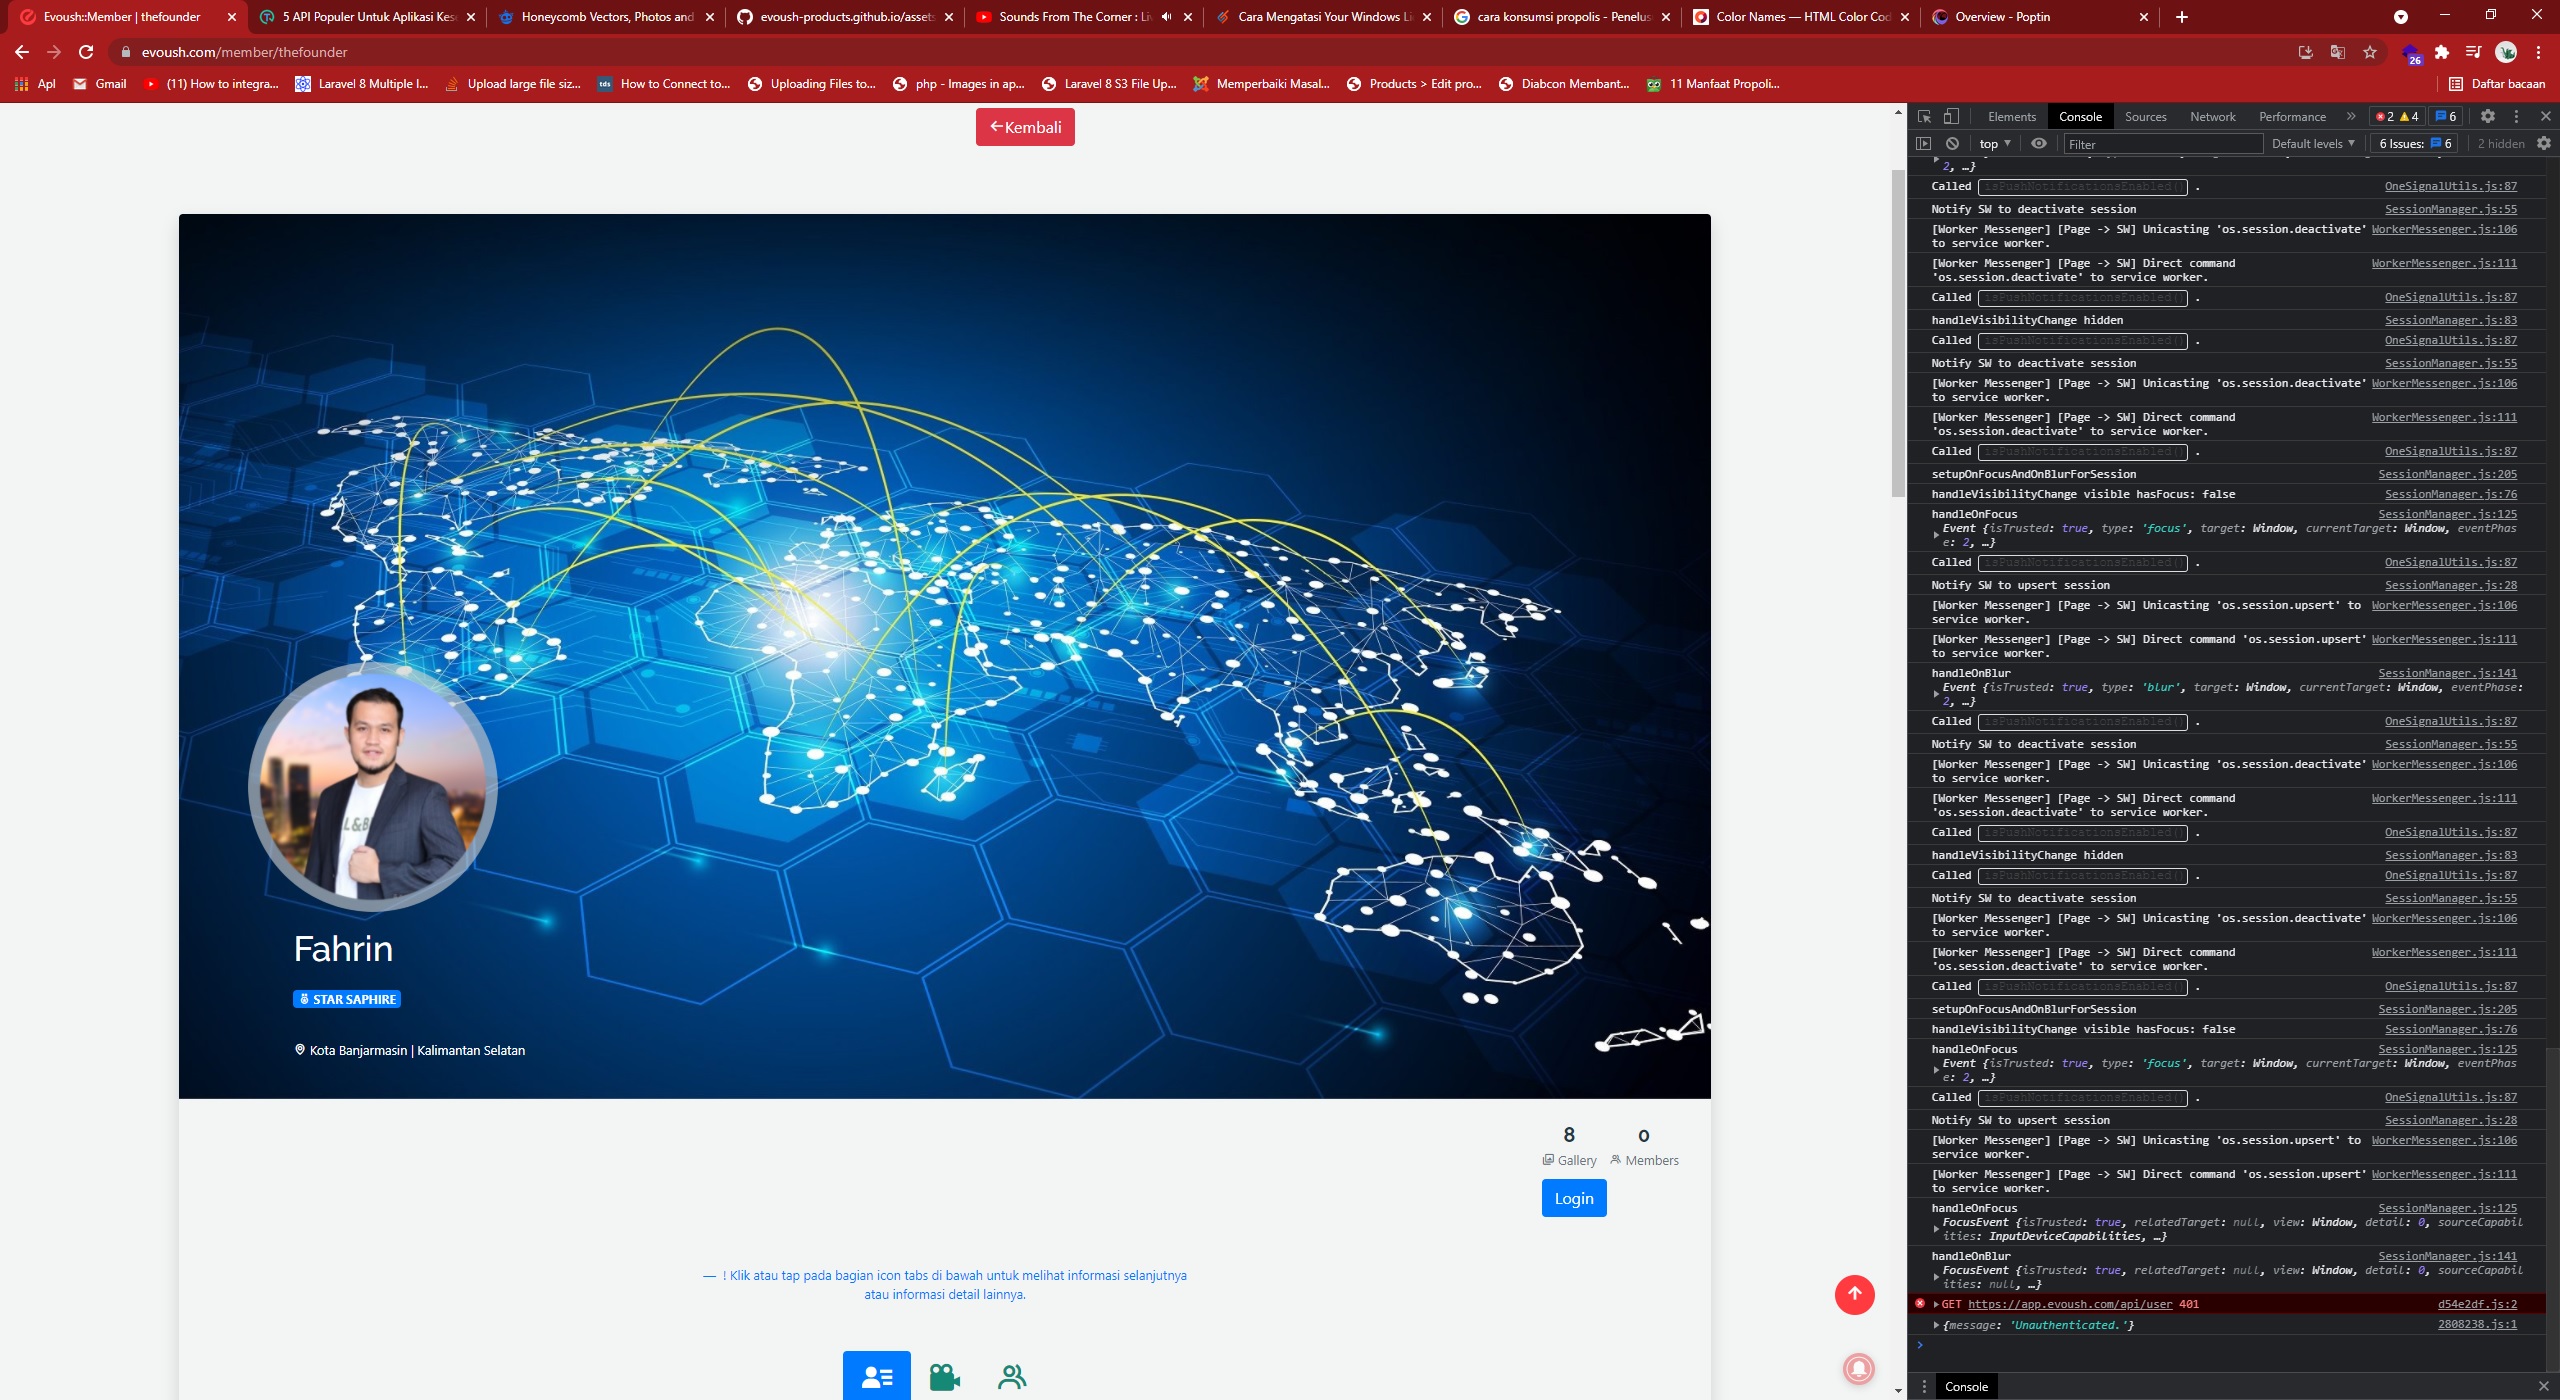 Evoush::Member | thefounder
5 API Populer Untuk Aplikasi Kese
Honeycomb Vectors, Photos and
evoush-products.github.io/assets
Sounds From The Corner : Li
Cara Mengatasi Your Windows Li
cara konsumsi propolis - Penelus
Color Names — HTML Color Cod
Overview - Poptin
evoush.com/member/thefounder
26
Apl
Gmail
(11) How to integra...
Laravel 8 Multiple I...
Upload large file siz...
How to Connect to...
Uploading Files to...
php - Images in ap...
Laravel 8 S3 File Up...
Memperbaiki Masal...
Products > Edit pro...
Diabcon Membant...
11 Manfaat Propoli...
Daftar bacaan
Kembali
L&B
Fahrin
STAR SAPHIRE
Kota Banjarmasin | Kalimantan Selatan
8
0
Gallery
Members
Login
— ! Klik atau tap pada bagian icon tabs di bawah untuk melihat informasi selanjutnya
atau informasi detail lainnya.
Elements Console Sources Network Performance 2 4 6
top Filter Default levels 6 Issues: 6 2 hidden
2, …}
Called isPushNotificationsEnabled() . OneSignalUtils.js:87
Notify SW to deactivate session SessionManager.js:55
[Worker Messenger] [Page -> SW] Unicasting 'os.session.deactivate' WorkerMessenger.js:106
to service worker.
[Worker Messenger] [Page -> SW] Direct command WorkerMessenger.js:111
'os.session.deactivate' to service worker.
Called isPushNotificationsEnabled() . OneSignalUtils.js:87
handleVisibilityChange hidden SessionManager.js:83
Called isPushNotificationsEnabled() . OneSignalUtils.js:87
Notify SW to deactivate session SessionManager.js:55
[Worker Messenger] [Page -> SW] Unicasting 'os.session.deactivate' WorkerMessenger.js:106
to service worker.
[Worker Messenger] [Page -> SW] Direct command WorkerMessenger.js:111
'os.session.deactivate' to service worker.
Called isPushNotificationsEnabled() . OneSignalUtils.js:87
setupOnFocusAndOnBlurForSession SessionManager.js:205
handleVisibilityChange visible hasFocus: false SessionManager.js:76
handleOnFocus SessionManager.js:125
Event {isTrusted: true, type: 'focus', target: Window, currentTarget: Window, eventPhas
e: 2, …}
Called isPushNotificationsEnabled() . OneSignalUtils.js:87
Notify SW to upsert session SessionManager.js:28
[Worker Messenger] [Page -> SW] Unicasting 'os.session.upsert' to WorkerMessenger.js:106
service worker.
[Worker Messenger] [Page -> SW] Direct command 'os.session.upsert' WorkerMessenger.js:111
to service worker.
handleOnBlur SessionManager.js:141
Event {isTrusted: true, type: 'blur', target: Window, currentTarget: Window, eventPhase:
2, …}
Called isPushNotificationsEnabled() . OneSignalUtils.js:87
Notify SW to deactivate session SessionManager.js:55
[Worker Messenger] [Page -> SW] Unicasting 'os.session.deactivate' WorkerMessenger.js:106
to service worker.
[Worker Messenger] [Page -> SW] Direct command WorkerMessenger.js:111
'os.session.deactivate' to service worker.
Called isPushNotificationsEnabled() . OneSignalUtils.js:87
handleVisibilityChange hidden SessionManager.js:83
Called isPushNotificationsEnabled() . OneSignalUtils.js:87
Notify SW to deactivate session SessionManager.js:55
[Worker Messenger] [Page -> SW] Unicasting 'os.session.deactivate' WorkerMessenger.js:106
to service worker.
[Worker Messenger] [Page -> SW] Direct command WorkerMessenger.js:111
'os.session.deactivate' to service worker.
Called isPushNotificationsEnabled() . OneSignalUtils.js:87
setupOnFocusAndOnBlurForSession SessionManager.js:205
handleVisibilityChange visible hasFocus: false SessionManager.js:76
handleOnFocus SessionManager.js:125
Event {isTrusted: true, type: 'focus', target: Window, currentTarget: Window, eventPhas
e: 2, …}
Called isPushNotificationsEnabled() . OneSignalUtils.js:87
Notify SW to upsert session SessionManager.js:28
[Worker Messenger] [Page -> SW] Unicasting 'os.session.upsert' to WorkerMessenger.js:106
service worker.
[Worker Messenger] [Page -> SW] Direct command 'os.session.upsert' WorkerMessenger.js:111
to service worker.
handleOnFocus SessionManager.js:125
FocusEvent {isTrusted: true, relatedTarget: null, view: Window, detail: 0, sourceCapabil
ities: InputDeviceCapabilities, …}
handleOnBlur SessionManager.js:141
FocusEvent {isTrusted: true, relatedTarget: null, view: Window, detail: 0, sourceCapabil
ities: null, …}
GET https://app.evoush.com/api/user 401 d54e2df.js:2
{message: 'Unauthenticated.'} 2808238.js:1
Console